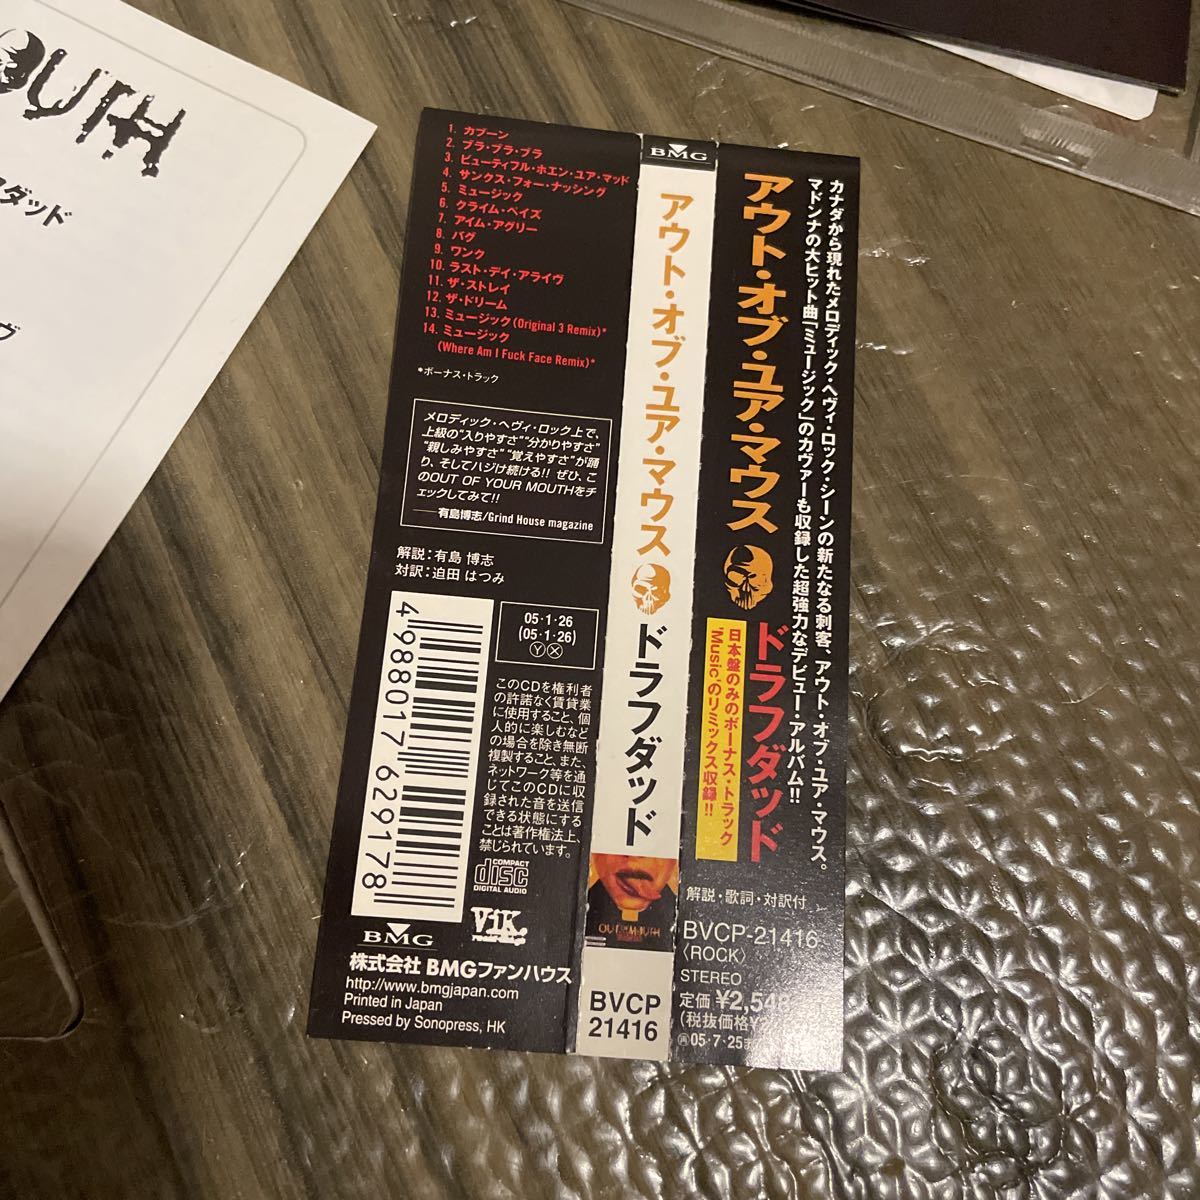 OUTH
ダッド
ヴ
1. カブーン
2. ブラ・ブラ・ブラ
3. ビューティフル・ホエン・ユア・マッド
4. サンクス・フォー・ナッシング
5. ミュージック
6. クライム・ペイズ
7. アイム・アグリー
8. バグ
9. ワンク
10. ラスト・デイ・アライヴ
11. ザ・ストレイ
12. ザ・ドリーム
13. ミュージック (Original 3 Remix)*
14. ミュージック
(Where Am I Fuck Face Remix)*
*ボーナス・トラック
メロディック・ヘヴィ・ロック上で、
上級の“入りやすさ”“分かりやすさ”
“親しみやすさ”“覚えやすさ”が踊
り、そしてハジけ続ける!! ぜひ、こ
のOUT OF YOUR MOUTHをチ
ェックしてみて!!
——有島博志/Grind House magazine
解説:有島 博志
対訳:迫田 はつみ
4 988017 629178
05・1・26
(05・1・26)
Ⓨ Ⓧ
このCDを権利者
の許諾なく賃貸業
に使用すること、個
人的に楽しむなど
の場合を除き無断
複製すること、また、
ネットワーク等を通
じてこのCDに収
録された音を送信
できる状態にする
ことは著作権法上、
禁じられています。
COMPACT
disc
DIGITAL AUDIO
BMG
ViK.
株式会社 BMGファンハウス
http://www.bmgjapan.com
Printed in Japan
Pressed by Sonopress, HK
BMG
アウト・オブ・ユア・マウス
ドラフダッド
BVCP
21416
カナダから現れたメロディック・ヘヴィ・ロック・シーンの新たなる刺客、アウト・オブ・ユア・マウス。
マドンナの大ヒット曲「ミュージック」のカヴァーも収録した超強力なデビュー・アルバム!!
アウト・オブ・ユア・マウス
ドラフダッド
日本盤のみのボーナス・トラック
'Music'のリミックス収録!!
解説・歌詞・対訳付
BVCP-21416
〈ROCK〉
STEREO
定価 ¥2,548
(税抜価格¥2
05・7・25ま